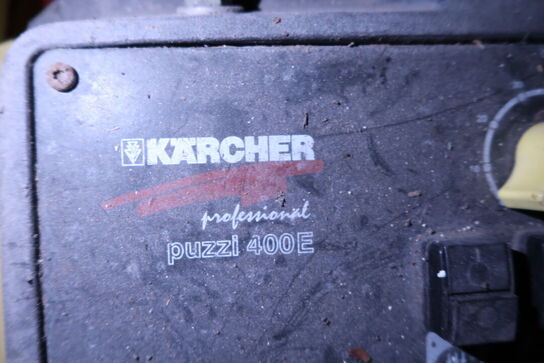 KÄRCHER
professional
puzzi 400E